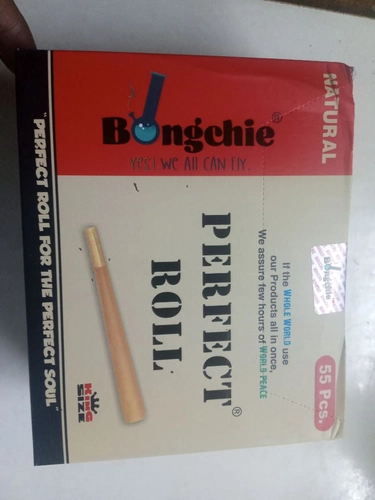 NATURAL
Bongchie®
Yes! We All CAN FLY.
PERFECT®
ROLL
If the WHOLE WORLD use
our Products all in once,
We assure few hours of WORLD PEACE
Bongchie
55 Pcs.
KING
SIZE
"PERFECT ROLL FOR THE PERFECT SOUL"